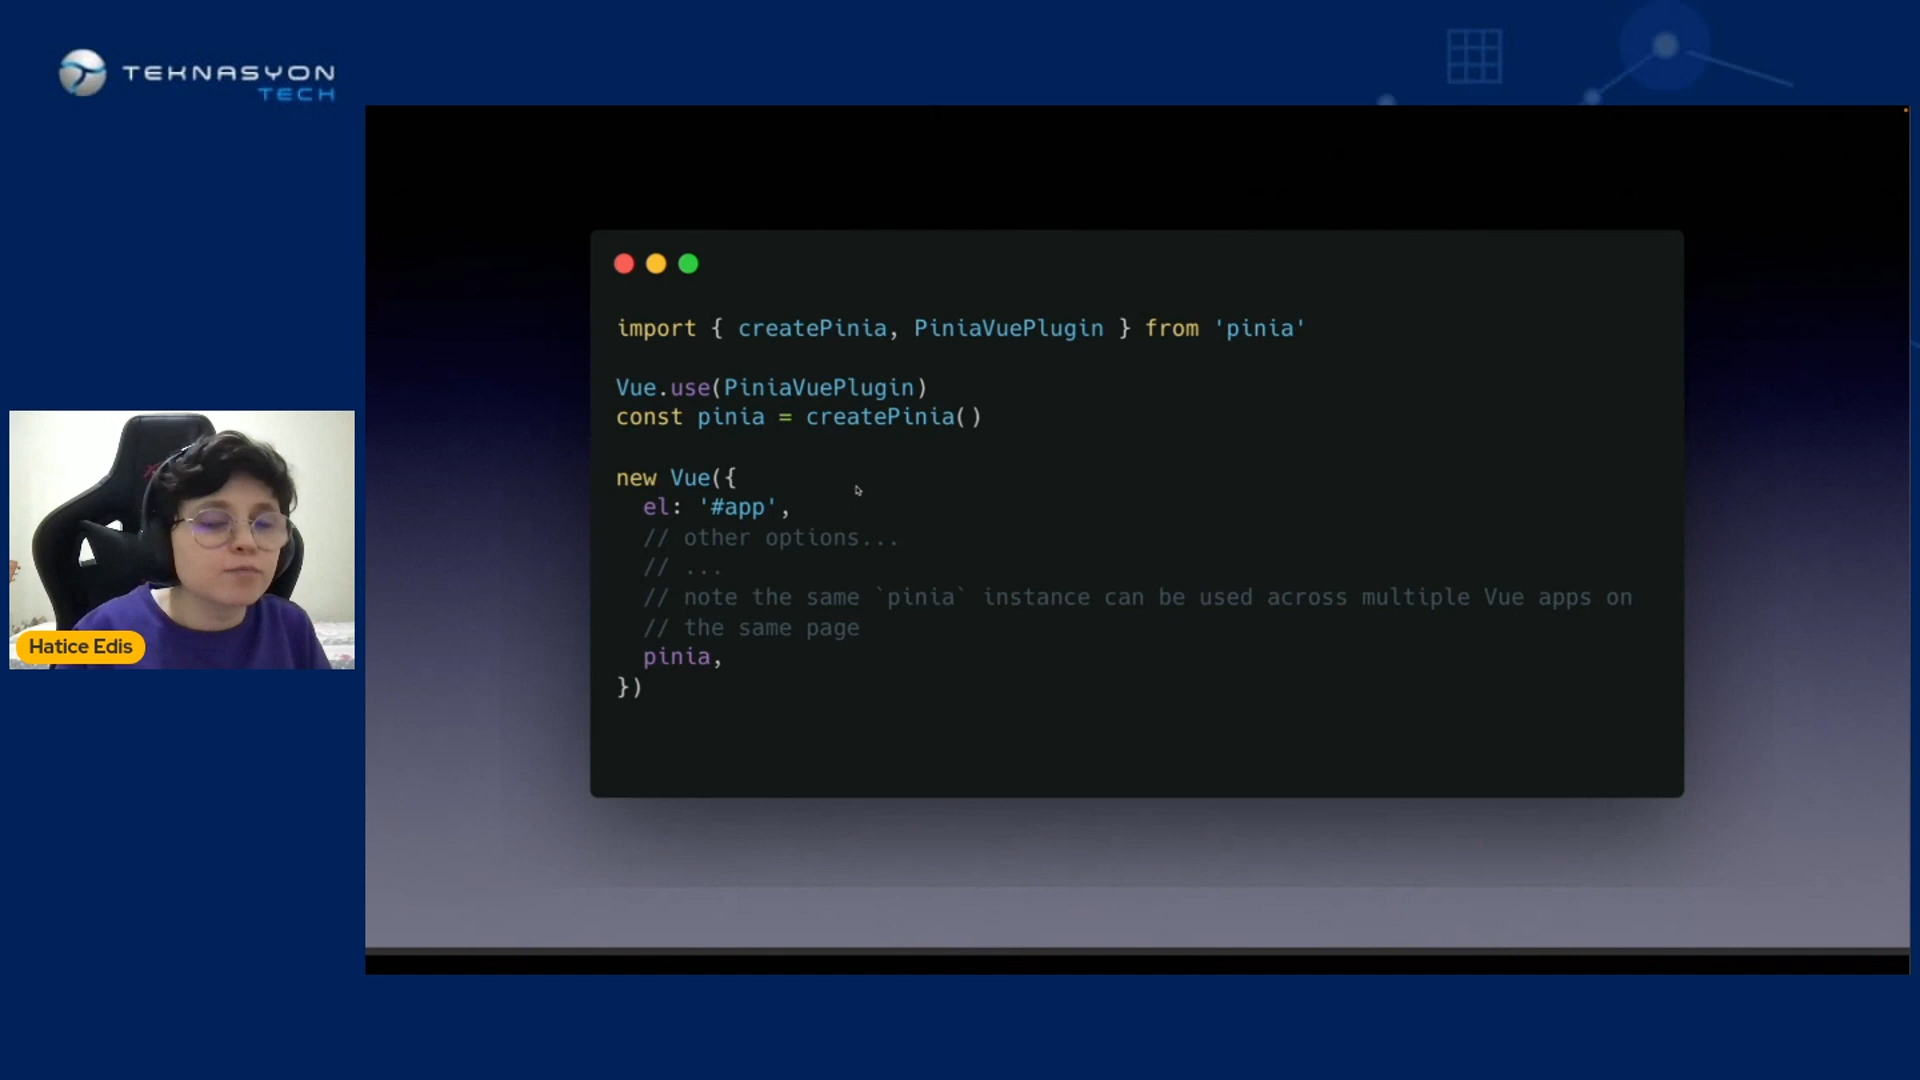 TEKNASYON
TECH
import { createPinia, PiniaVuePlugin } from 'pinia'
Vue.use(PiniaVuePlugin)
const pinia = createPinia()
new Vue({
  el: '#app',
  // other options...
  // ...
  // note the same `pinia` instance can be used across multiple Vue apps on
  // the same page
  pinia,
})
Hatice Edis